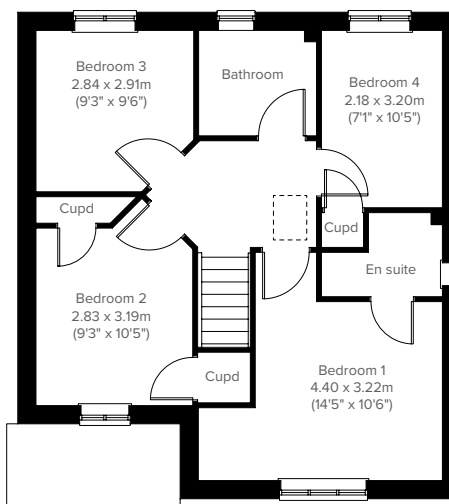 Bedroom 3
2.84 x 2.91m
(9'3" x 9'6")
Bathroom
Bedroom 4
2.18 x 3.20m
(7'1" x 10'5")
Cupd
Cupd
En suite
Bedroom 2
2.83 x 3.19m
(9'3" x 10'5")
Cupd
Bedroom 1
4.40 x 3.22m
(14'5" x 10'6")